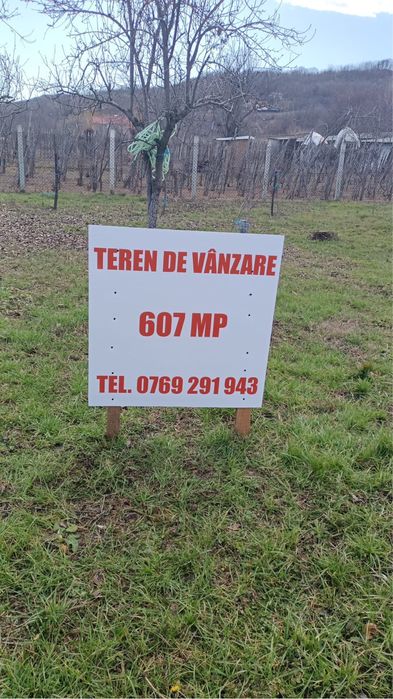 TEREN DE VÂNZARE
607 MP
TEL. 0769 291 943